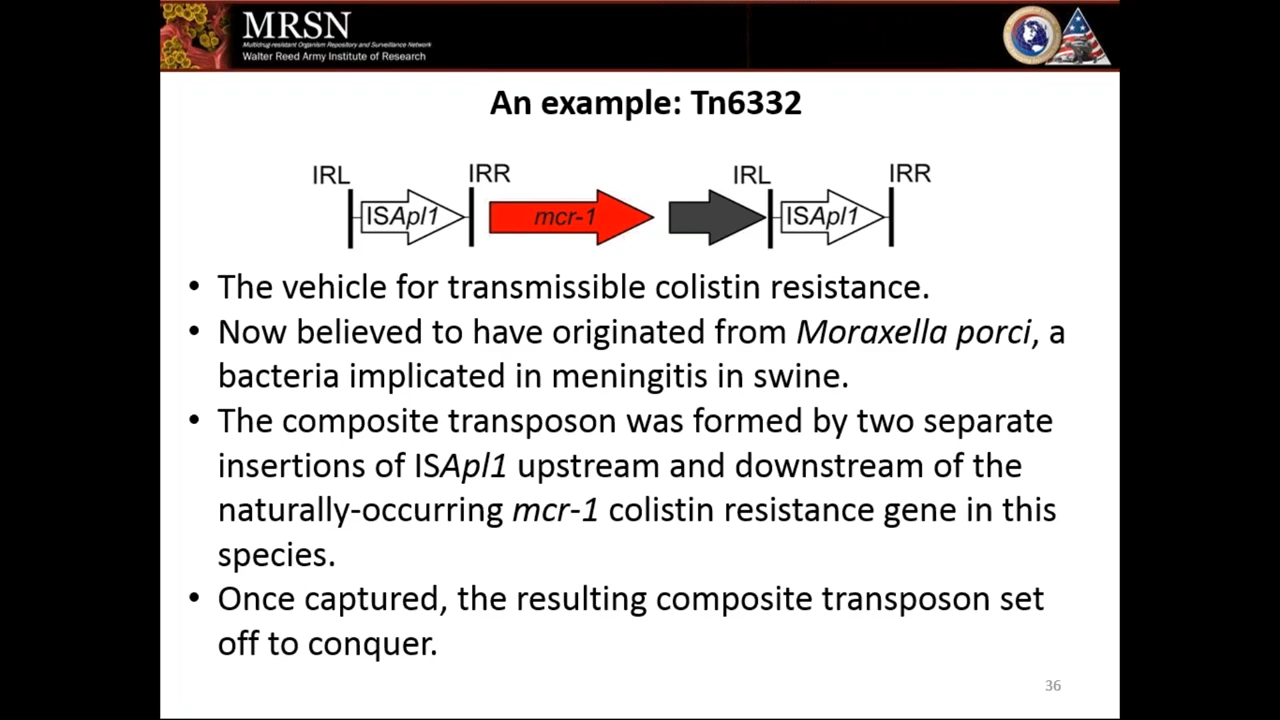 MRSN
Multidrug-resistant Organism Repository and Surveillance Network
Walter Reed Army Institute of Research
An example: Tn6332
IRL IRR IRL IRR
ISApl1 mcr-1 ISApl1
• The vehicle for transmissible colistin resistance.
• Now believed to have originated from Moraxella porci, a
bacteria implicated in meningitis in swine.
• The composite transposon was formed by two separate
insertions of ISApl1 upstream and downstream of the
naturally-occurring mcr-1 colistin resistance gene in this
species.
• Once captured, the resulting composite transposon set
off to conquer.
36